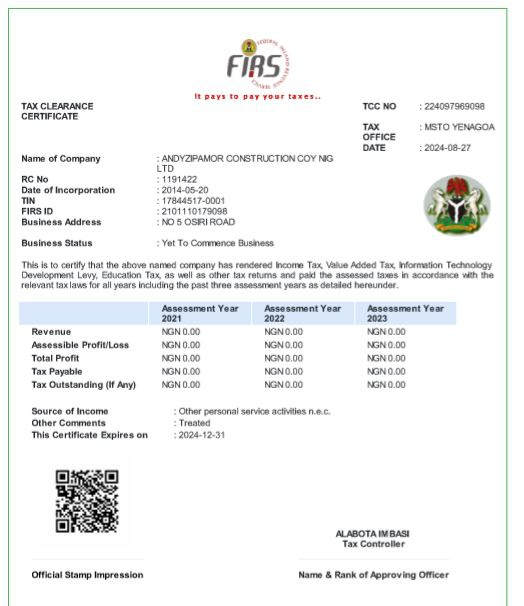 FEDERAL INLAND REVENUE SERVICE
FIRS
It pays to pay your taxes..
TAX CLEARANCE CERTIFICATE
TCC NO : 224097969098
TAX OFFICE : MSTO YENAGOA
DATE : 2024-08-27
Name of Company : ANDYZIPAMOR CONSTRUCTION COY NIG LTD
RC No : 1191422
Date of Incorporation : 2014-05-20
TIN : 17844517-0001
FIRS ID : 2101110179098
Business Address : NO 5 OSIRI ROAD
Business Status : Yet To Commence Business
This is to certify that the above named company has rendered Income Tax, Value Added Tax, Information Technology
Development Levy, Education Tax, as well as other tax returns and paid the assessed taxes in accordance with the
relevant tax laws for all years including the past three assessment years as detailed hereunder.
Assessment Year 2021 Assessment Year 2022 Assessment Year 2023
Revenue NGN 0.00 NGN 0.00 NGN 0.00
Assessible Profit/Loss NGN 0.00 NGN 0.00 NGN 0.00
Total Profit NGN 0.00 NGN 0.00 NGN 0.00
Tax Payable NGN 0.00 NGN 0.00 NGN 0.00
Tax Outstanding (If Any) NGN 0.00 NGN 0.00 NGN 0.00
Source of Income : Other personal service activities n.e.c.
Other Comments : Treated
This Certificate Expires on : 2024-12-31
ALABOTA IMBASI
Tax Controller
Official Stamp Impression
Name & Rank of Approving Officer